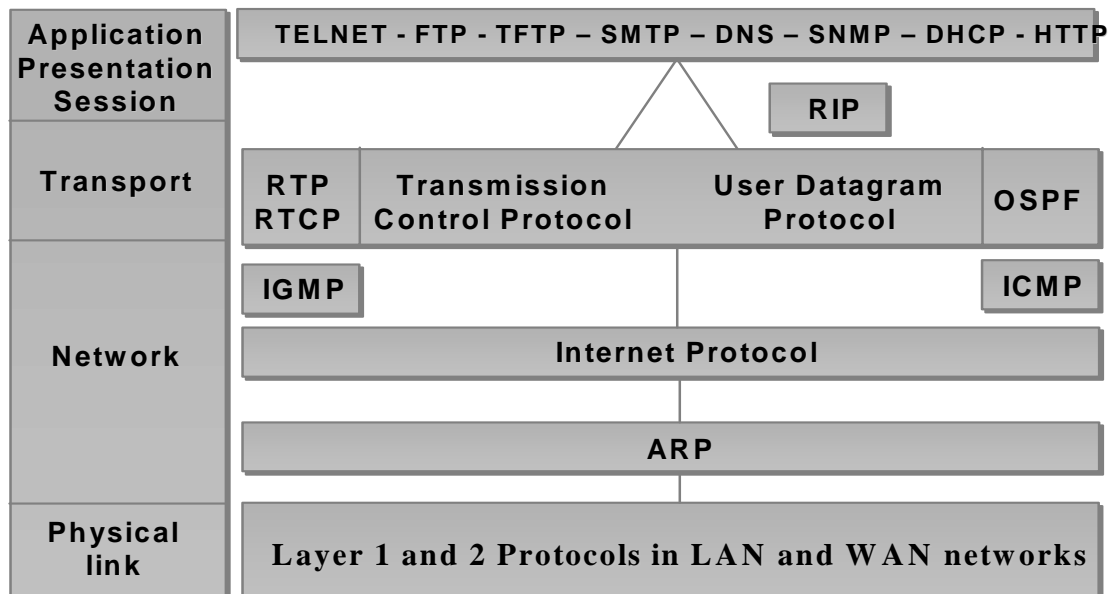 Application
Presentation
Session
TELNET - FTP - TFTP – SMTP – DNS – SNMP – DHCP - HTTP
RIP
Transport
RTP
RTCP
Transmission
Control Protocol
User Datagram
Protocol
OSPF
IGMP
ICMP
Network
Internet Protocol
ARP
Physical
link
Layer 1 and 2 Protocols in LAN and WAN networks